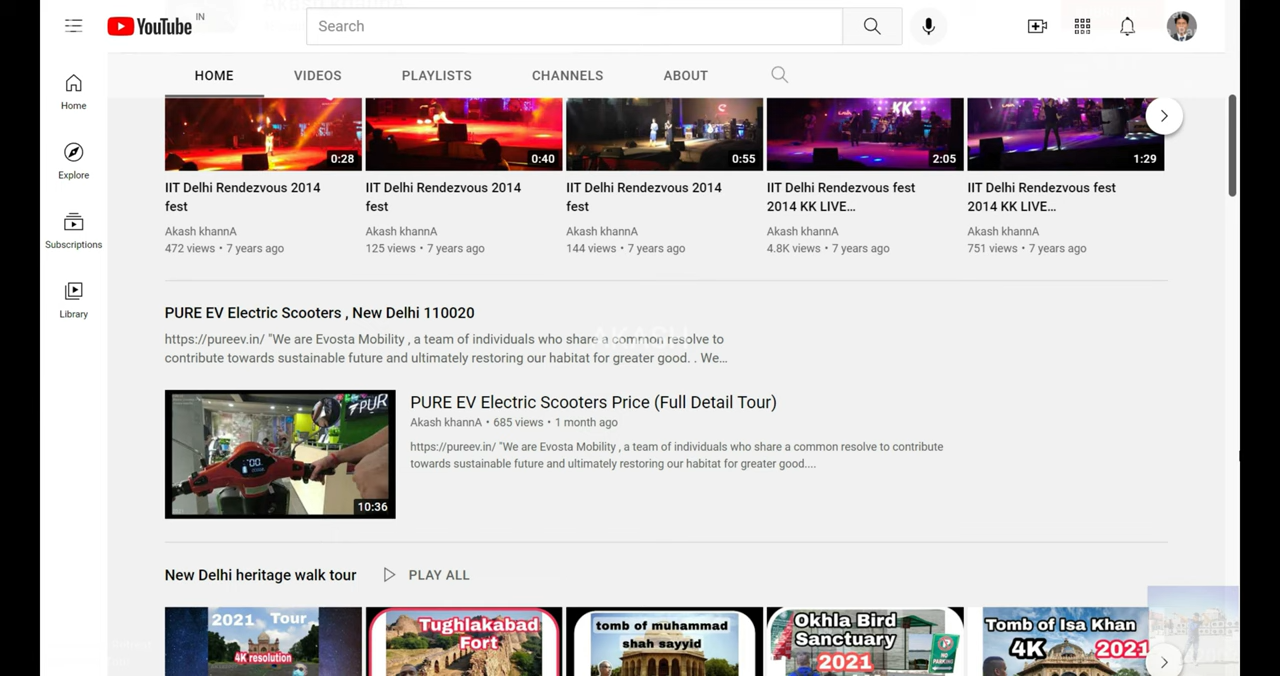 YouTube IN
Search
HOME VIDEOS PLAYLISTS CHANNELS ABOUT
Home
Explore
Subscriptions
Library
0:28 0:40 0:55 KK 2:05 1:29
IIT Delhi Rendezvous 2014 fest
Akash khannA
472 views • 7 years ago
IIT Delhi Rendezvous 2014 fest
Akash khannA
125 views • 7 years ago
IIT Delhi Rendezvous 2014 fest
Akash khannA
144 views • 7 years ago
IIT Delhi Rendezvous fest
2014 KK LIVE...
Akash khannA
4.8K views • 7 years ago
IIT Delhi Rendezvous fest
2014 KK LIVE...
Akash khannA
751 views • 7 years ago
PURE EV Electric Scooters , New Delhi 110020
https://pureev.in/ "We are Evosta Mobility , a team of individuals who share a common resolve to
contribute towards sustainable future and ultimately restoring our habitat for greater good. . We...
AKASH
PUR
10:36
PURE EV Electric Scooters Price (Full Detail Tour)
Akash khannA • 685 views • 1 month ago
https://pureev.in/ "We are Evosta Mobility , a team of individuals who share a common resolve to contribute
towards sustainable future and ultimately restoring our habitat for greater good....
New Delhi heritage walk tour PLAY ALL
2021 Tour
4K resolution
Tughlakabad
Fort
tomb of muhammad
shah sayyid
Okhla Bird
Sanctuary
2021
NO PARKING
Tomb of Isa Khan
4K 2021